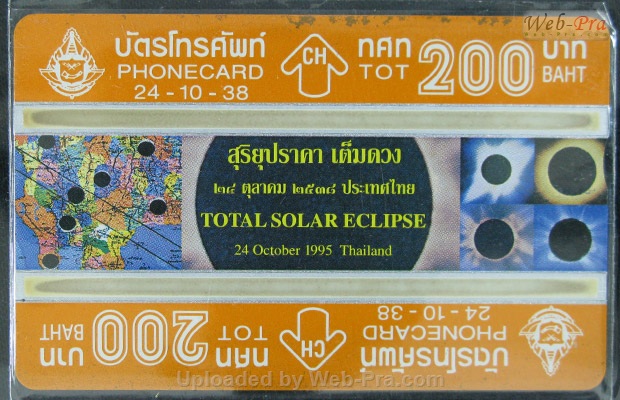 Web-Pra
บัตรโทรศัพท์ CH ทศท 200 บาท
PHONECARD TOT BAHT
24 - 10 - 38
สุริยุปราคา เต็มดวง
๒๔ ตุลาคม ๒๕๓๘ ประเทศไทย
TOTAL SOLAR ECLIPSE
24 October 1995 Thailand
บัตรโทรศัพท์ CH ทศท 200 บาท
PHONECARD TOT BAHT
24 - 10 - 38
Uploaded by Web-Pra.com